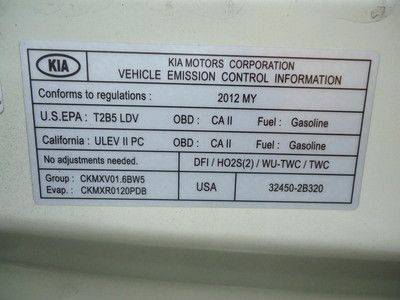 KIA KIA MOTORS CORPORATION
VEHICLE EMISSION CONTROL INFORMATION
Conforms to regulations : 2012 MY
U.S.EPA : T2B5 LDV OBD : CA II Fuel : Gasoline
California : ULEV II PC OBD : CA II Fuel : Gasoline
No adjustments needed. DFI / HO2S(2) / WU-TWC / TWC
Group : CKMXV01.6BW5
Evap. : CKMXR0120PDB
USA 32450-2B320